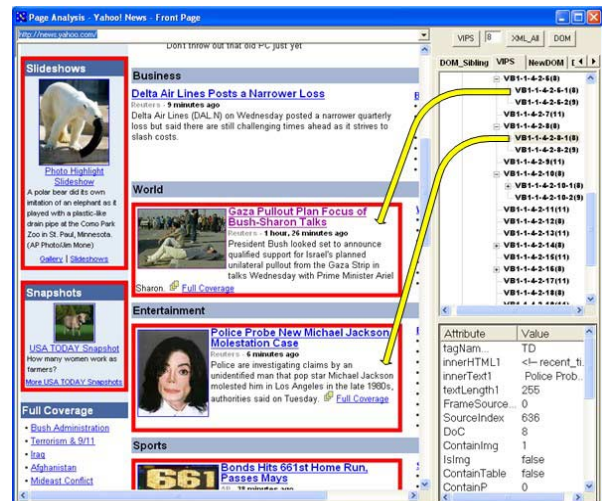 Page Analysis - Yahoo! News - Front Page
http://news.yahoo.com/
VIPS 8 XML_All DOM
DOM_Sibling VIPS NewDOM
Don't throw out that old PC just yet
Slideshows
Photo Highlight
Slideshow
A polar bear did its own
imitation of an elephant as it
played with a plastic-like
drain pipe at the Como Park
Zoo in St. Paul, Minnesota.
(AP Photo/Jim Mone)
Gallery | Slideshows
Snapshots
USA TODAY Snapshot
How many women work as
farmers?
More USA TODAY Snapshots
Full Coverage
• Bush Administration
• Terrorism & 9/11
• Iraq
• Afghanistan
• Mideast Conflict
Business
Delta Air Lines Posts a Narrower Loss
Reuters - 9 minutes ago
Delta Air Lines (DAL.N) on Wednesday posted a narrower quarterly
loss but said there are still challenging times ahead as it strives to
slash costs.
World
Gaza Pullout Plan Focus of
Bush-Sharon Talks
Reuters - 1 hour, 26 minutes ago
President Bush looked set to announce
qualified support for Israel's planned
unilateral pullout from the Gaza Strip in
talks Wednesday with Prime Minister Ariel
Sharon. Full Coverage
Entertainment
Police Probe New Michael Jackson
Molestation Case
Reuters - 6 minutes ago
Police are investigating claims by an
unidentified man that pop star Michael Jackson
molested him in Los Angeles in the late 1980s,
authorities said on Tuesday. Full Coverage
Sports
661
Bonds Hits 661st Home Run,
Passes Mays
VB1-1-4-2-6(8)
VB1-1-4-2-6-1(8)
VB1-1-4-2-6-2(9)
VB1-1-4-2-7(11)
VB1-1-4-2-8(8)
VB1-1-4-2-8-1(8)
VB1-1-4-2-8-2(9)
VB1-1-4-2-9(11)
VB1-1-4-2-10(8)
VB1-1-4-2-10-1(8)
VB1-1-4-2-10-2(9)
VB1-1-4-2-11(11)
VB1-1-4-2-12(8)
VB1-1-4-2-13(11)
VB1-1-4-2-14(8)
VB1-1-4-2-15(11)
VB1-1-4-2-16(8)
VB1-1-4-2-17(11)
VB1-1-4-2-18(8)
Attribute Value
tagNam... TD
innerHTML1 <!-- recent_ti...
innerText1 Police Prob...
textLength1 255
FrameSource... 0
SourceIndex 636
DoC 8
ContainImg 1
IsImg false
ContainTable false
ContainP 0